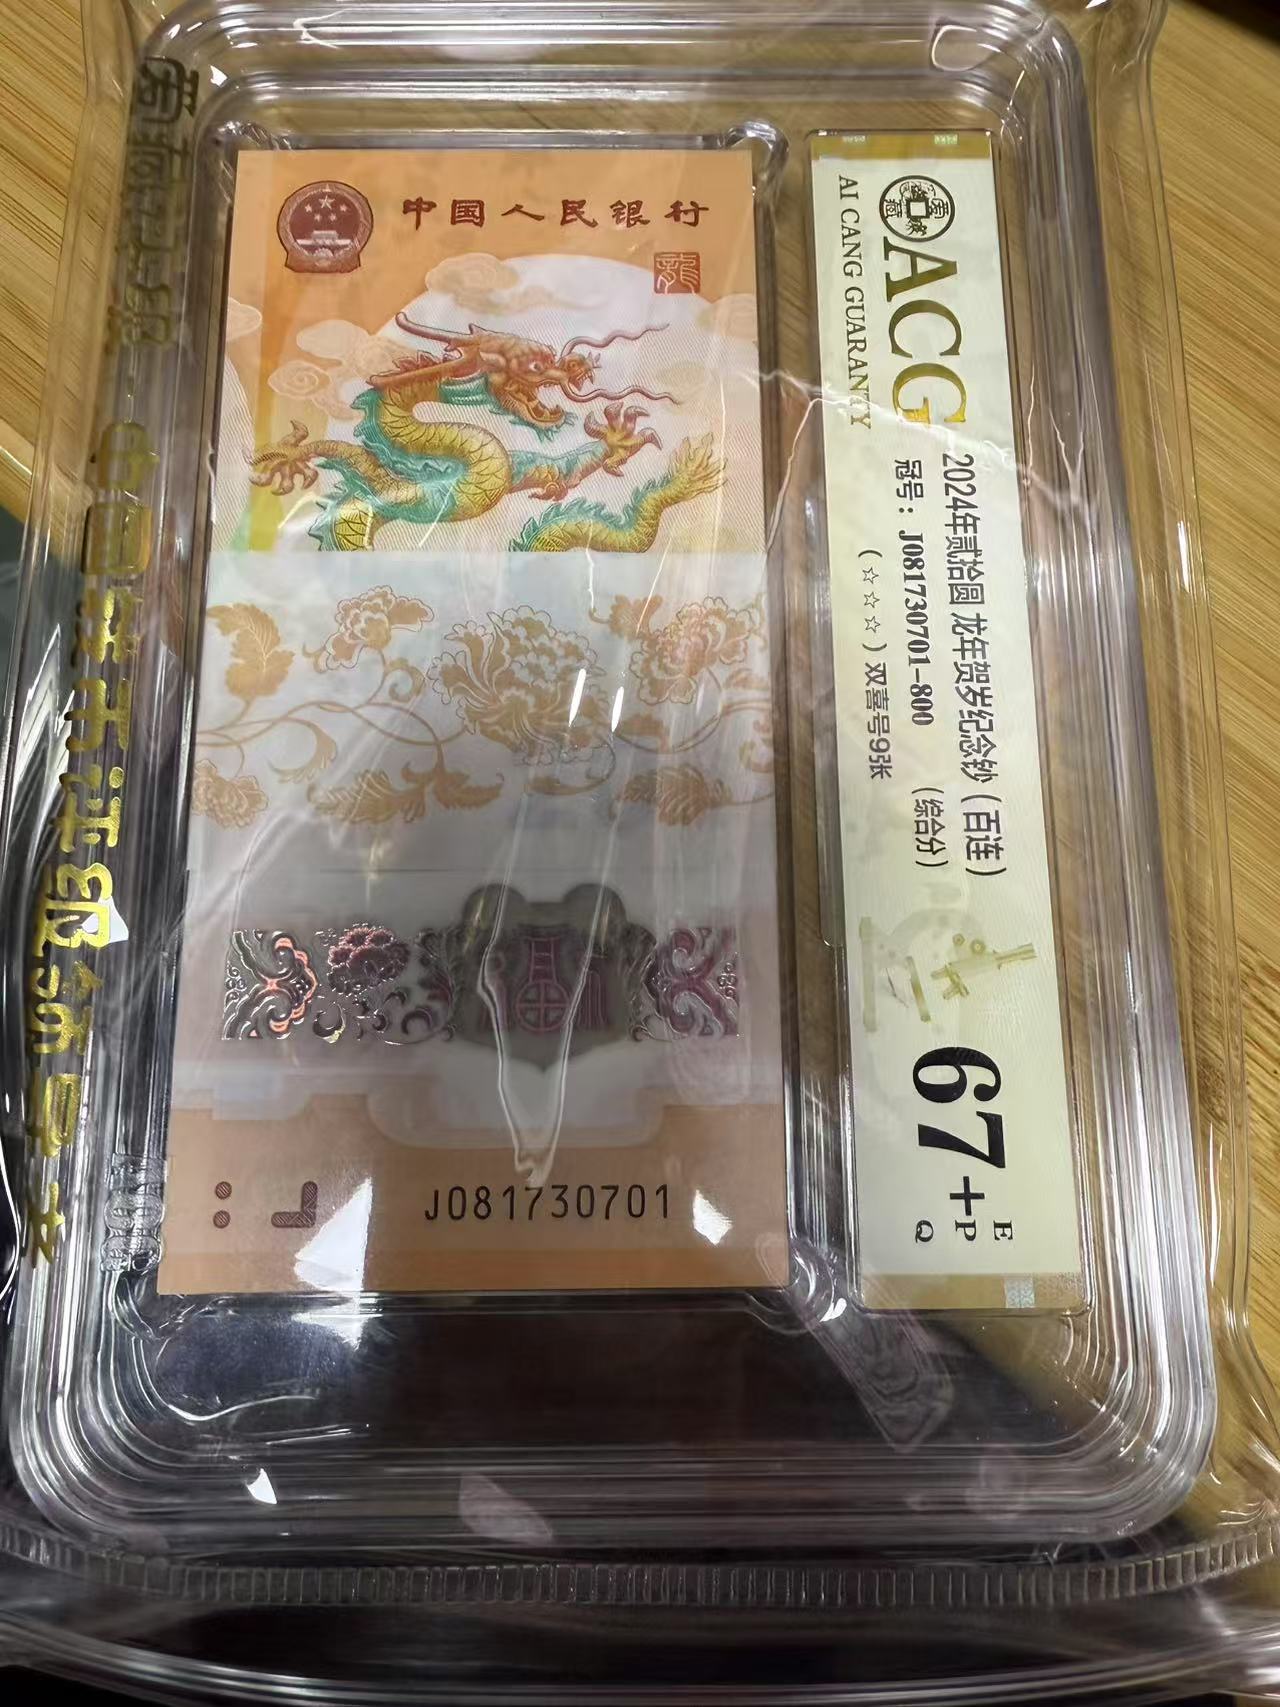 中国人民银行
龍
J081730701
ACG
AI CANG GUARANTY
2024年贰拾圆 龙年贺岁纪念钞（百连）
冠号：J081730701-800 （综合分）
（☆☆☆）双喜号9张
67+
E
P
Q